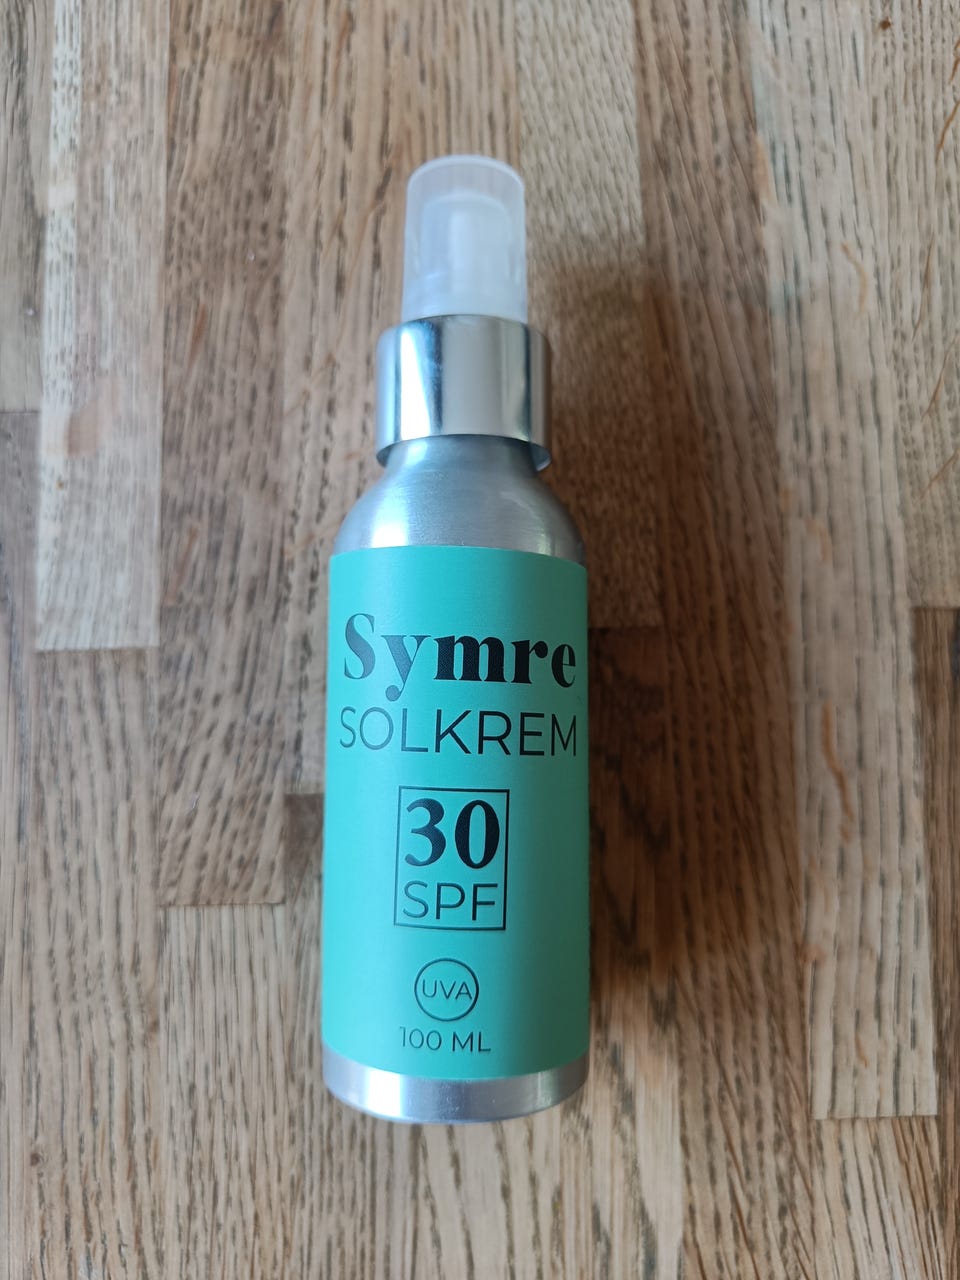 Symre
SOLKREM
30
SPF
UVA
100 ML